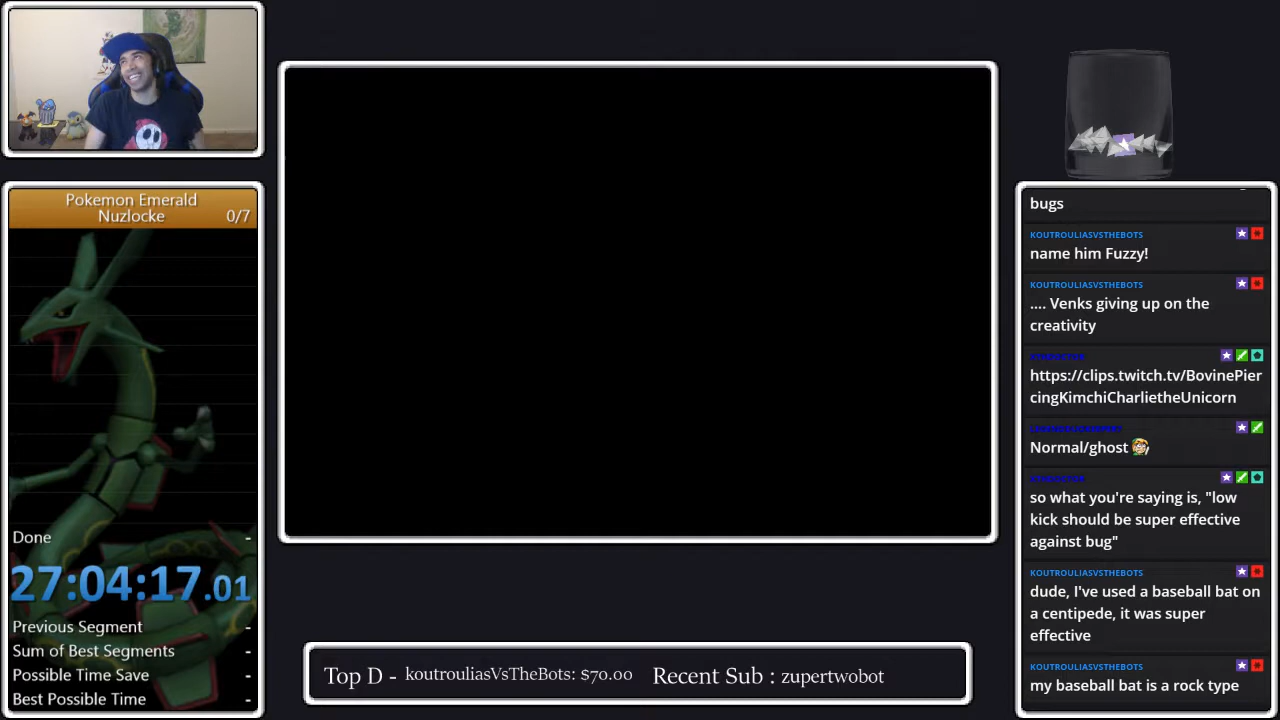 Pokemon Emerald
Nuzlocke 0/7
Done -
27:04:17.01
Previous Segment -
Sum of Best Segments -
Possible Time Save -
Best Possible Time -
Top D - koutrouliasVsTheBots: $70.00 Recent Sub : zupertwobot
bugs
KOUTROULIASVSTHEBOTS
name him Fuzzy!
KOUTROULIASVSTHEBOTS
.... Venks giving up on the
creativity
https://clips.twitch.tv/BovinePier
cingKimchiCharlietheUnicorn
Normal/ghost
so what you're saying is, "low
kick should be super effective
against bug"
KOUTROULIASVSTHEBOTS
dude, I've used a baseball bat on
a centipede, it was super
effective
KOUTROULIASVSTHEBOTS
my baseball bat is a rock type